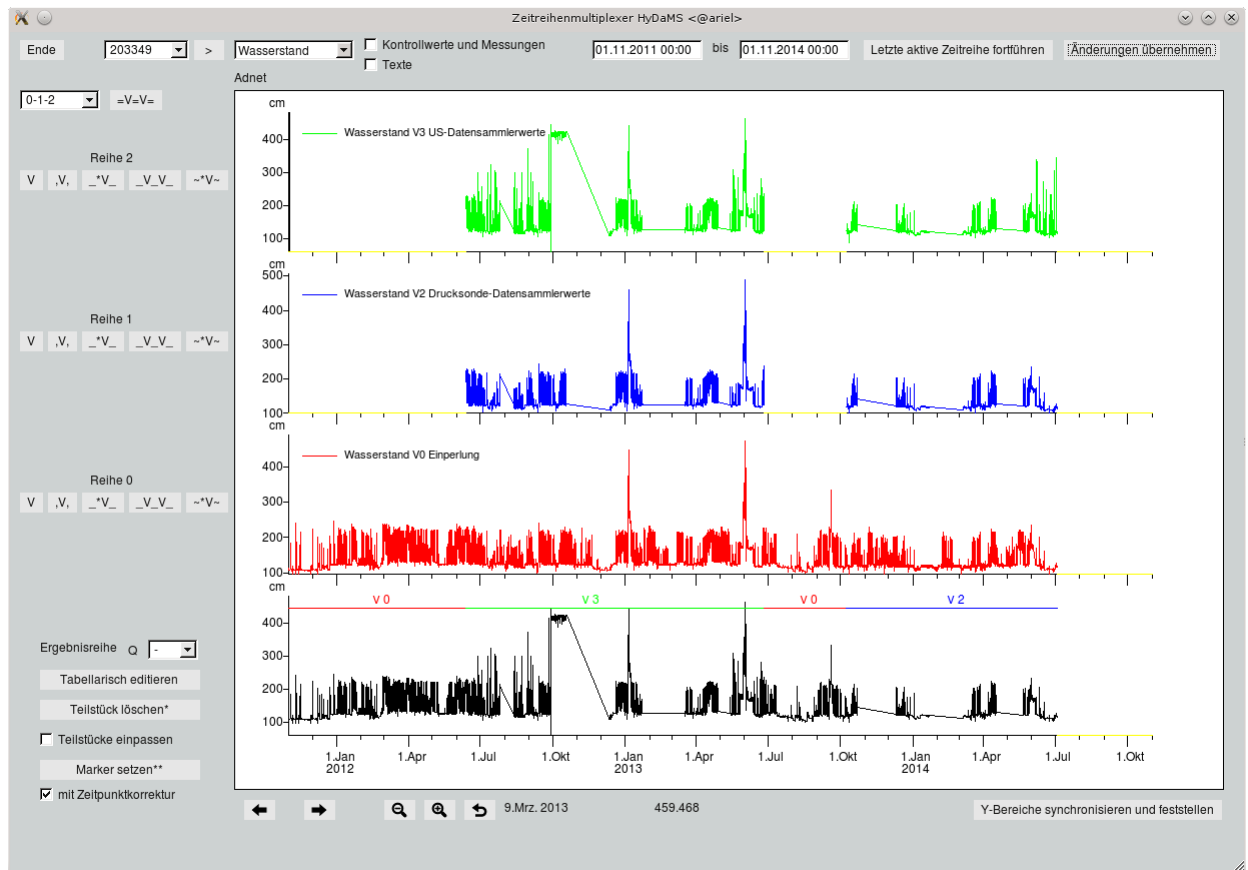 Zeitreihenmultiplexer HyDaMS <@ariel>
Ende 203349 > Wasserstand Kontrollwerte und Messungen 01.11.2011 00:00 bis 01.11.2014 00:00 Letzte aktive Zeitreihe fortführen Änderungen übernehmen
Texte
Adnet
0-1-2 =V=V=
cm
Wasserstand V3 US-Datensammlerwerte
400
300
200
100
Reihe 2
V ,V, _*V_ _V_V_ ~*V~
cm
500
Wasserstand V2 Drucksonde-Datensammlerwerte
400
300
200
100
Reihe 1
V ,V, _*V_ _V_V_ ~*V~
cm
Wasserstand V0 Einperlung
400
300
200
100
Reihe 0
V ,V, _*V_ _V_V_ ~*V~
cm
V 0 V 3 V 0 V 2
400
300
200
100
1.Jan 1.Apr 1.Jul 1.Okt 1.Jan 1.Apr 1.Jul 1.Okt 1.Jan 1.Apr 1.Jul 1.Okt
2012 2013 2014
Ergebnisreihe Q -
Tabellarisch editieren
Teilstück löschen*
Teilstücke einpassen
Marker setzen**
mit Zeitpunktkorrektur
9.Mrz. 2013 459.468 Y-Bereiche synchronisieren und feststellen